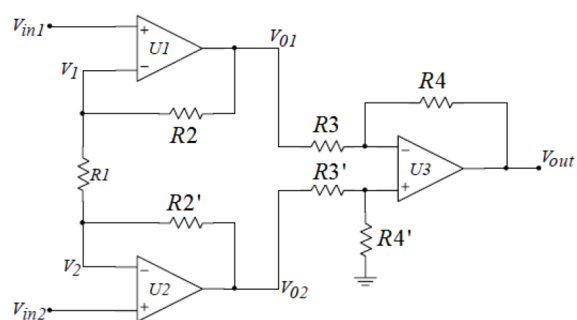 Vin1
+
U1
V01
V1
−
R2
R4
R3
−
R1
U3
Vout
R3'
+
R2'
R4'
V2
−
U2
V02
Vin2
+